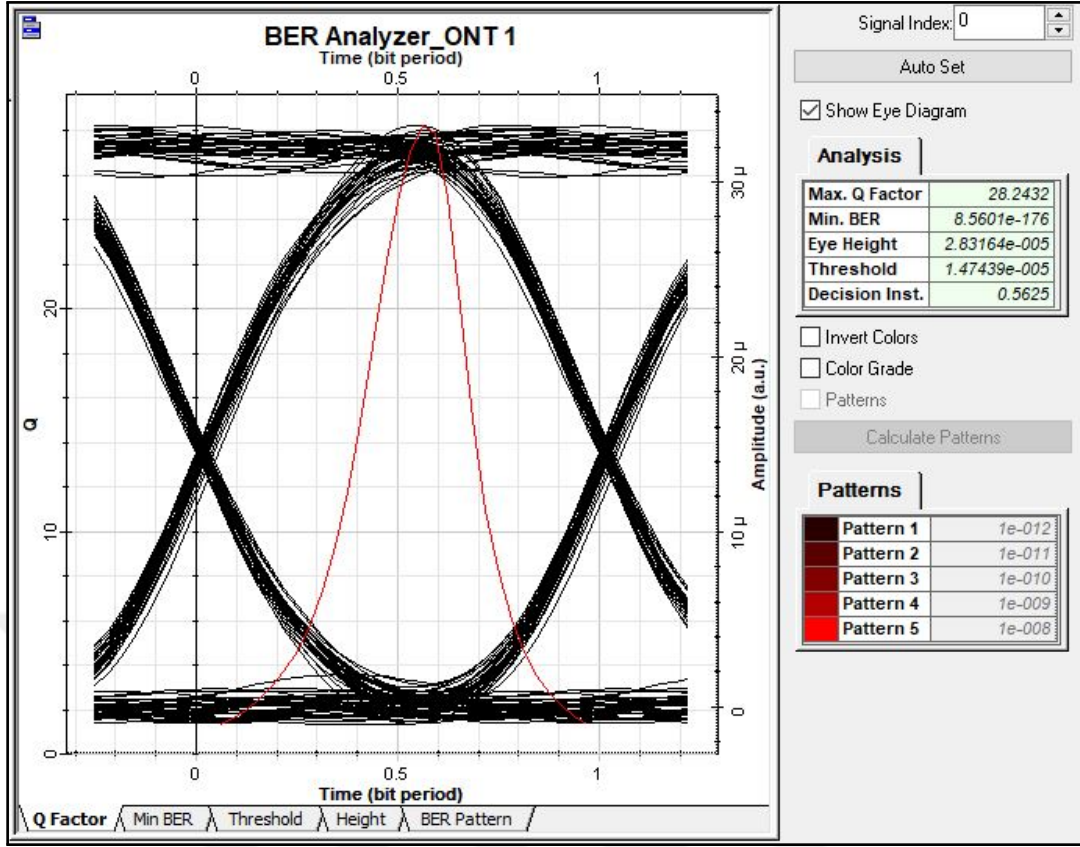 BER Analyzer_ONT 1
Time (bit period)
0 0.5 1
Q
0 10 20
Amplitude (a.u.)
0 10 µ 20 µ 30 µ
0 0.5 1
Time (bit period)
Q Factor Min BER Threshold Height BER Pattern
Signal Index: 0
Auto Set
Show Eye Diagram
Analysis
Max. Q Factor 28.2432
Min. BER 8.5601e-176
Eye Height 2.83164e-005
Threshold 1.47439e-005
Decision Inst. 0.5625
Invert Colors
Color Grade
Patterns
Calculate Patterns
Patterns
Pattern 1 1e-012
Pattern 2 1e-011
Pattern 3 1e-010
Pattern 4 1e-009
Pattern 5 1e-008